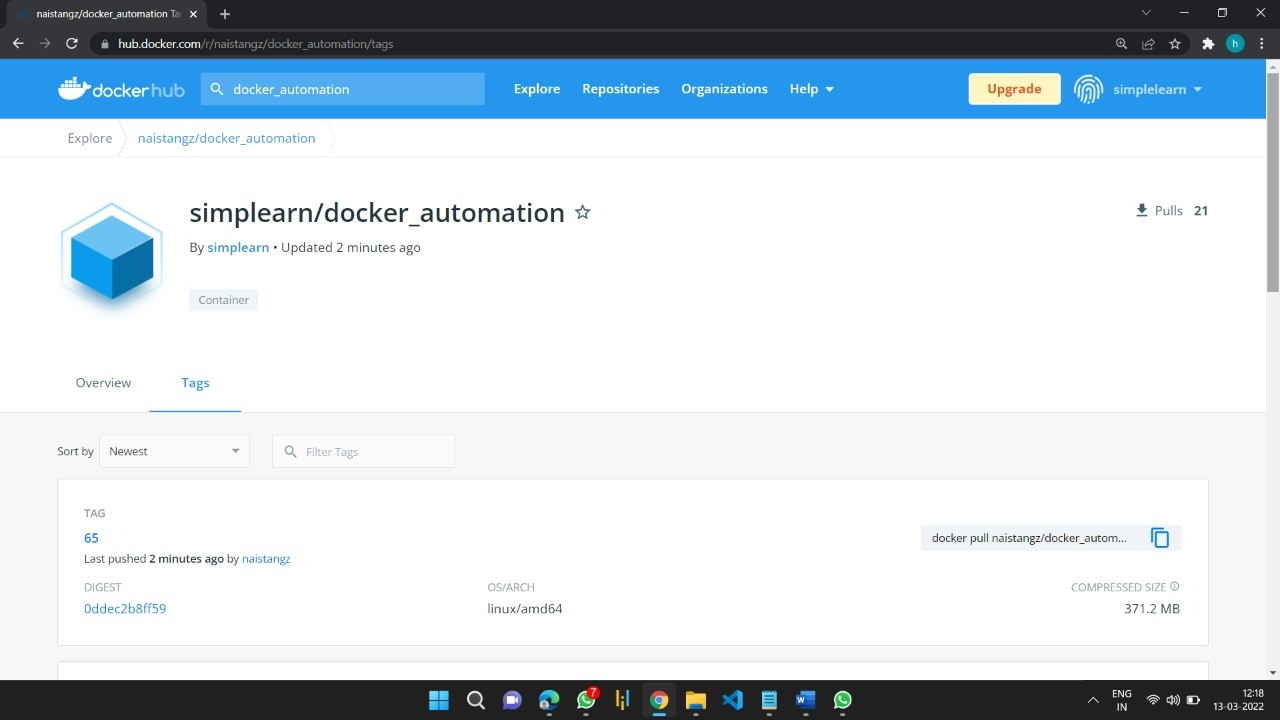 naistangz/docker_automation Ta
hub.docker.com/r/naistangz/docker_automation/tags
h
docker hub
docker_automation
Explore
Repositories
Organizations
Help
Upgrade
simplelearn
Explore
naistangz/docker_automation
simplearn/docker_automation
Pulls 21
By simplearn • Updated 2 minutes ago
Container
Overview
Tags
Sort by
Newest
Filter Tags
TAG
65
docker pull naistangz/docker_autom...
Last pushed 2 minutes ago by naistangz
DIGEST
OS/ARCH
COMPRESSED SIZE
0ddec2b8ff59
linux/amd64
371.2 MB
7
ENG
IN
12:18
13-03-2022